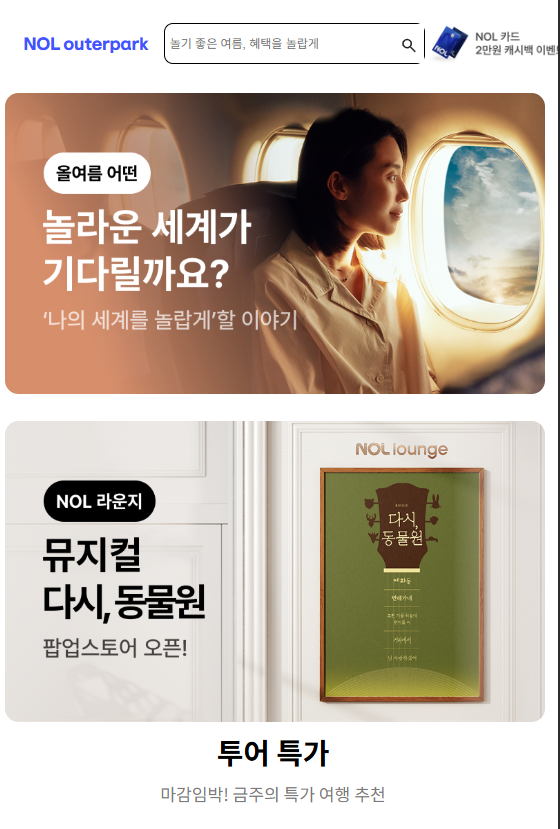 NOL outerpark
놀기 좋은 여름, 혜택을 놀랍게
NOL 카드
2만원 캐시백 이벤
올여름 어떤
놀라운 세계가
기다릴까요?
‘나의 세계를 놀랍게’할 이야기
NOL lounge
NOL 라운지
다시,
동물원
뮤지컬
다시, 동물원
팝업스토어 오픈!
변해가네
투어 특가
마감임박! 금주의 특가 여행 추천